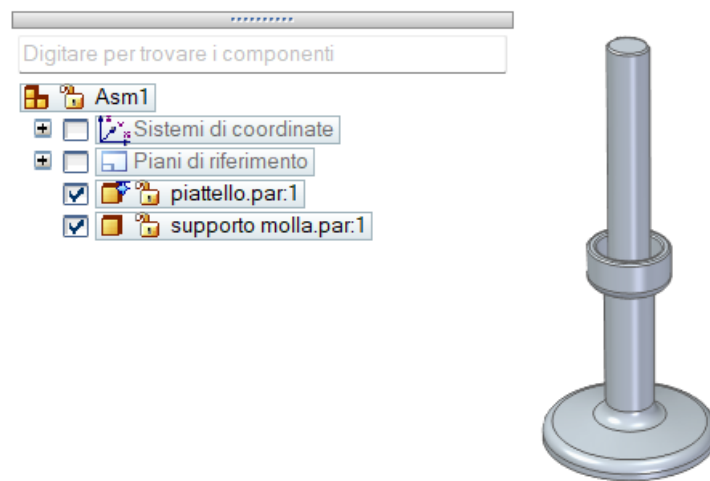 Digitare per trovare i componenti
Asm1
Sistemi di coordinate
Piani di riferimento
piattello.par:1
supporto molla.par:1